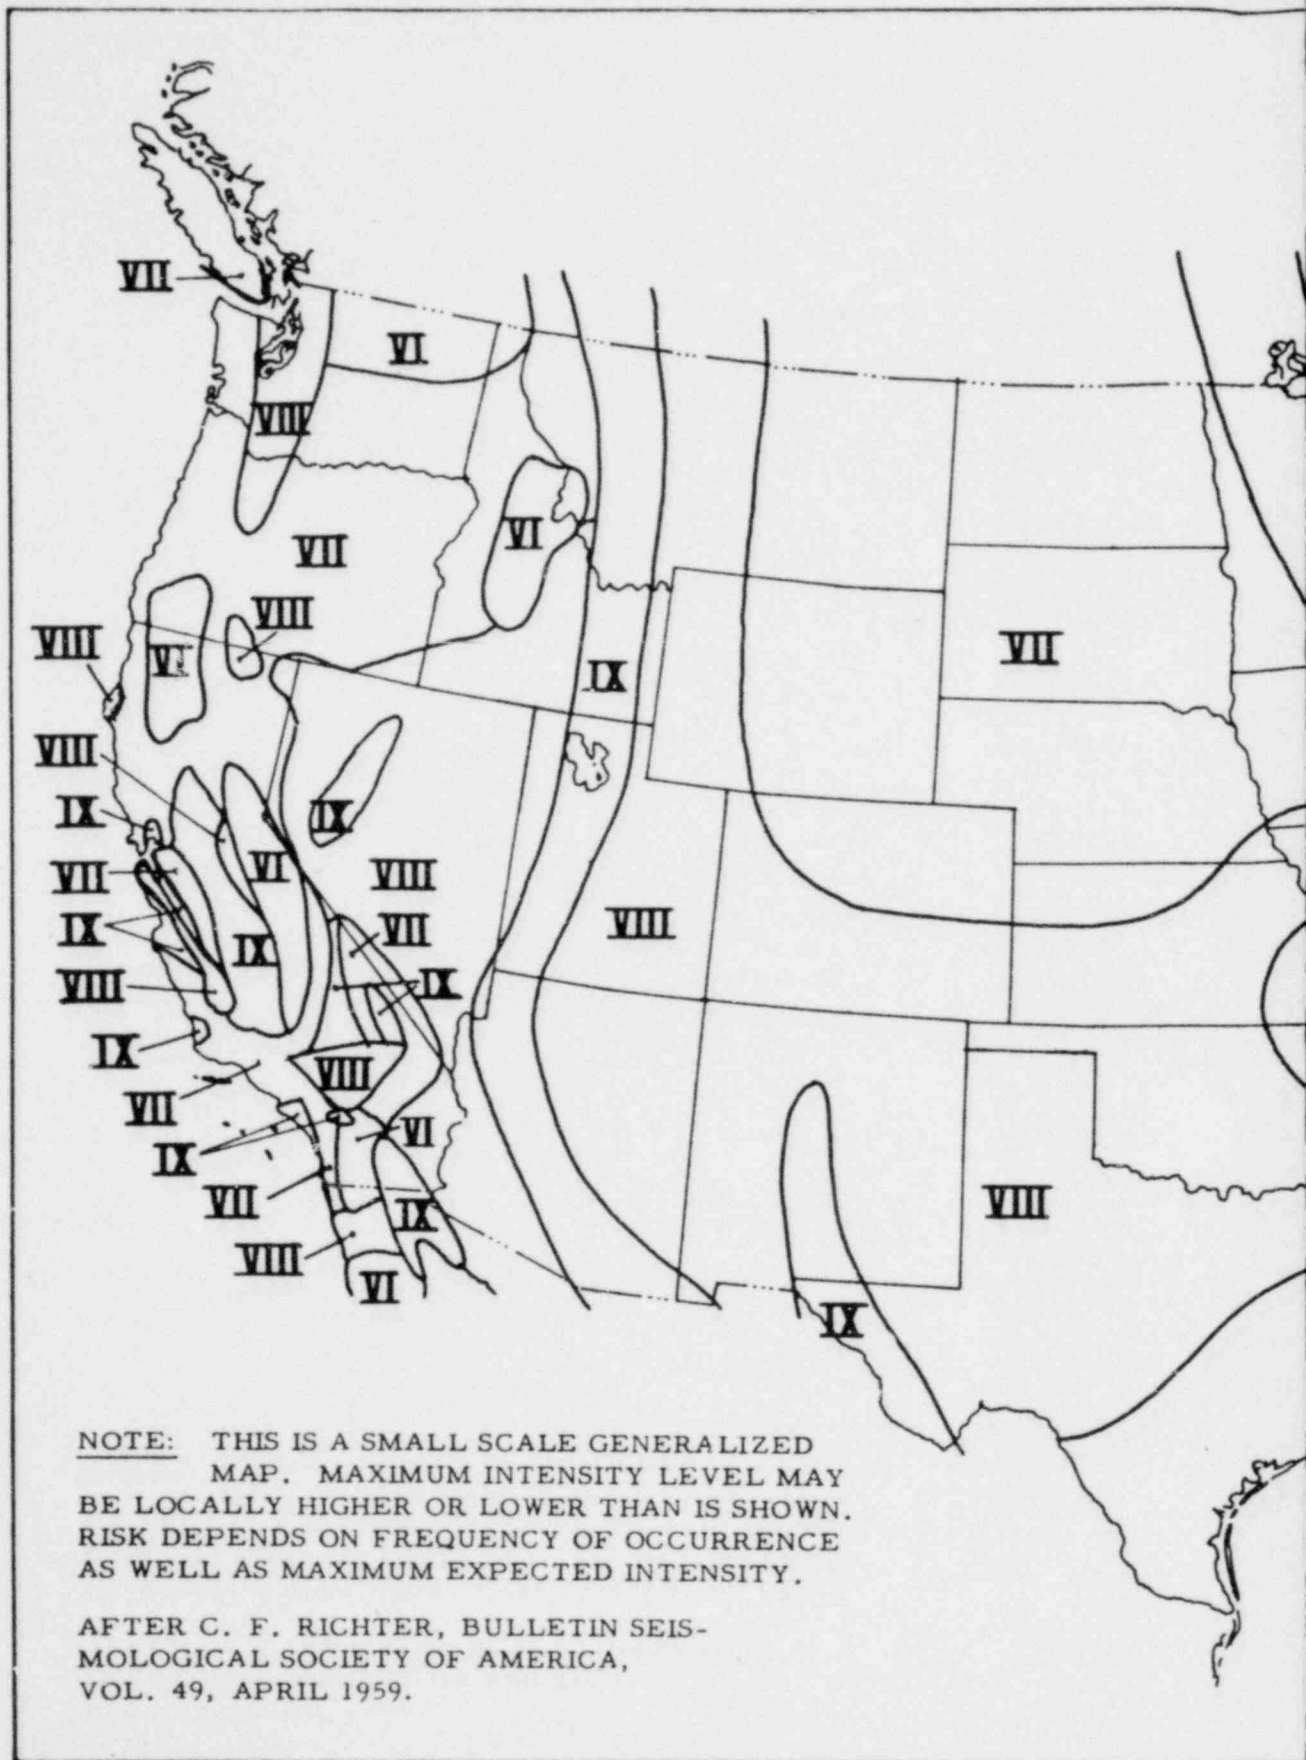 VII
VI
VIII
VI
VII
VIII
VIII
VI
VII
IX
VIII
IX
IX
VI
VII
VIII
IX
VII
IX
VIII
VIII
IX
IX
VIII
VII
VI
IX
VII
IX
VIII
VIII
VI
IX
NOTE: THIS IS A SMALL SCALE GENERALIZED
MAP. MAXIMUM INTENSITY LEVEL MAY
BE LOCALLY HIGHER OR LOWER THAN IS SHOWN.
RISK DEPENDS ON FREQUENCY OF OCCURRENCE
AS WELL AS MAXIMUM EXPECTED INTENSITY.
AFTER C. F. RICHTER, BULLETIN SEIS-
MOLOGICAL SOCIETY OF AMERICA,
VOL. 49, APRIL 1959.